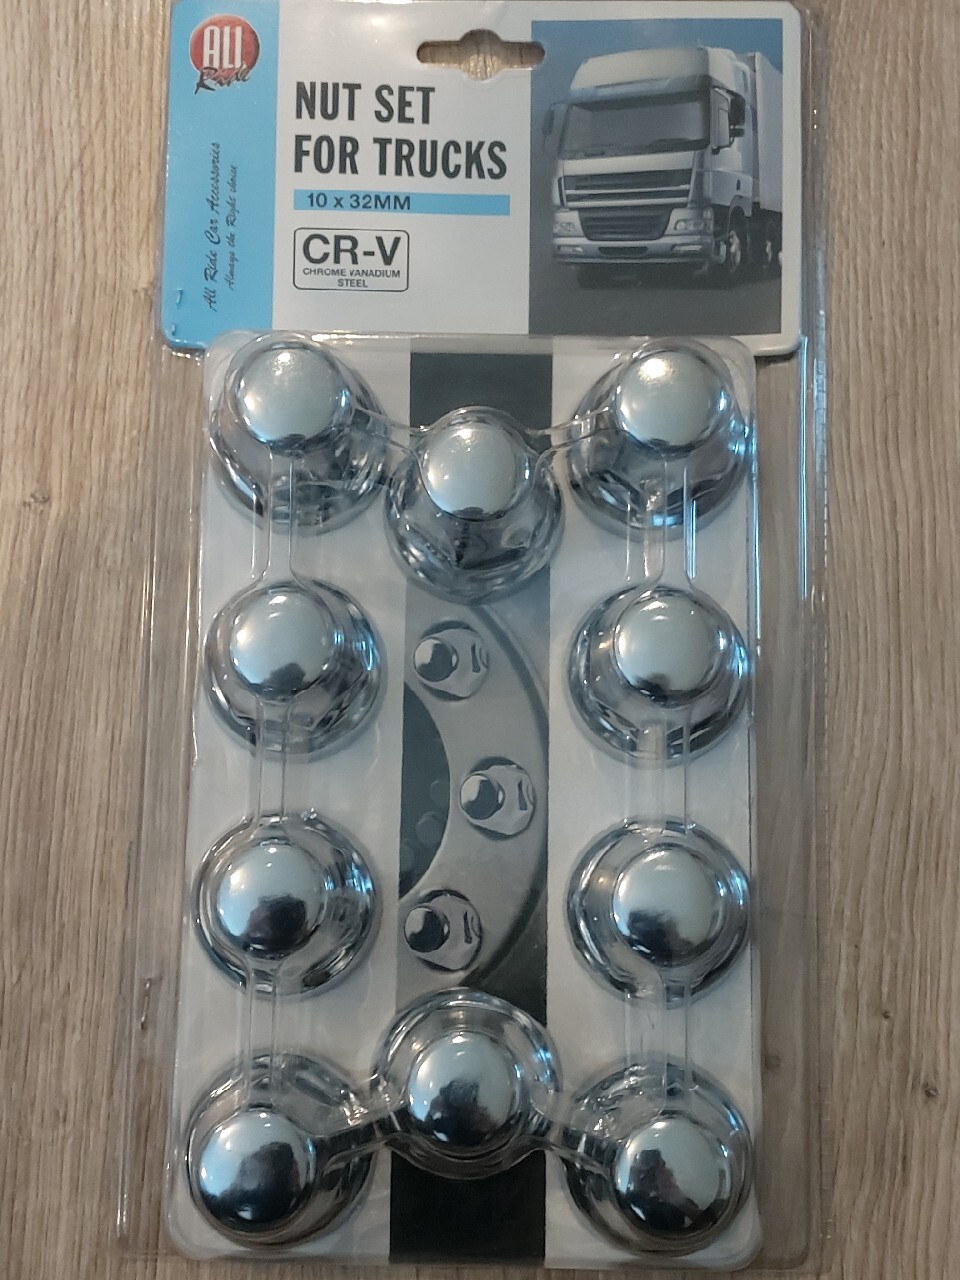 ALL
Ride
NUT SET
FOR TRUCKS
10 x 32MM
CR-V
CHROME VANADIUM
STEEL
All Ride Car Accessories
Always the Right choice